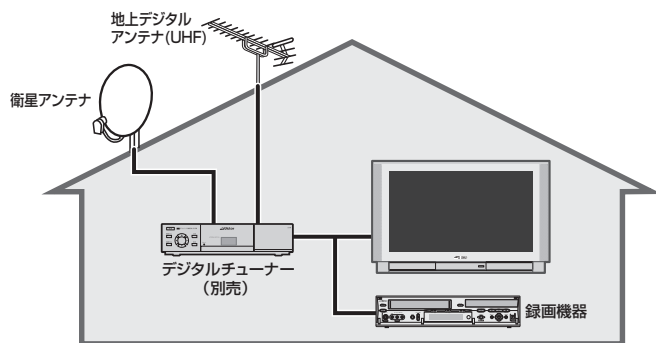 地上デジタル
アンテナ(UHF)
衛星アンテナ
デジタルチューナー
(別売)
録画機器